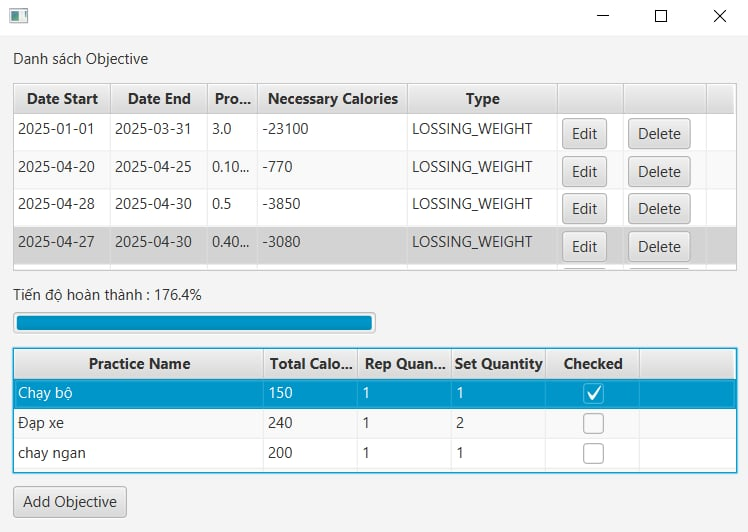 Danh sách Objective
Date Start Date End Pro... Necessary Calories Type
2025-01-01 2025-03-31 3.0 -23100 LOSSING_WEIGHT Edit Delete
2025-04-20 2025-04-25 0.10... -770 LOSSING_WEIGHT Edit Delete
2025-04-28 2025-04-30 0.5 -3850 LOSSING_WEIGHT Edit Delete
2025-04-27 2025-04-30 0.40... -3080 LOSSING_WEIGHT Edit Delete
Tiến độ hoàn thành : 176.4%
Practice Name Total Calo... Rep Quan... Set Quantity Checked
Chạy bộ 150 1 1
Đạp xe 240 1 2
chay ngan 200 1 1
Add Objective